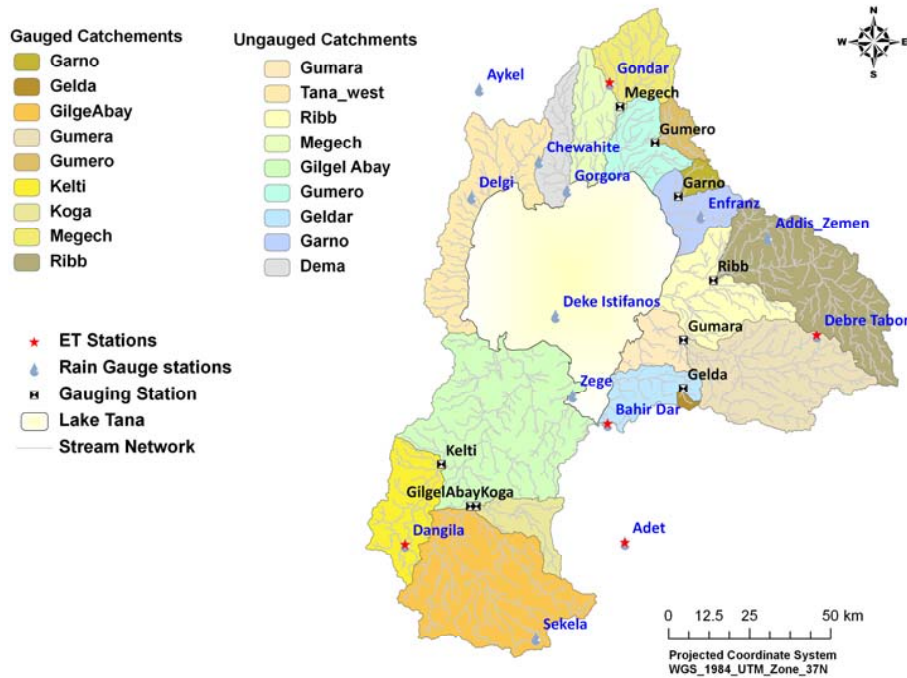 Gauged Catchements
Garno
Gelda
GilgeAbay
Gumera
Gumero
Kelti
Koga
Megech
Ribb
Ungauged Catchments
Gumara
Tana_west
Ribb
Megech
Gilgel Abay
Gumero
Geldar
Garno
Dema
ET Stations
Rain Gauge stations
Gauging Station
Lake Tana
Stream Network
N
W
E
S
Aykel
Gondar
Megech
Gumero
Chewahite
Gorgora
Delgi
Garno
Enfranz
Addis_Zemen
Ribb
Deke Istifanos
Debre Tabor
Gumara
Gelda
Zege
Bahir Dar
Kelti
GilgelAbayKoga
Dangila
Adet
Sekela
0 12.5 25 50 km
Projected Coordinate System
WGS_1984_UTM_Zone_37N